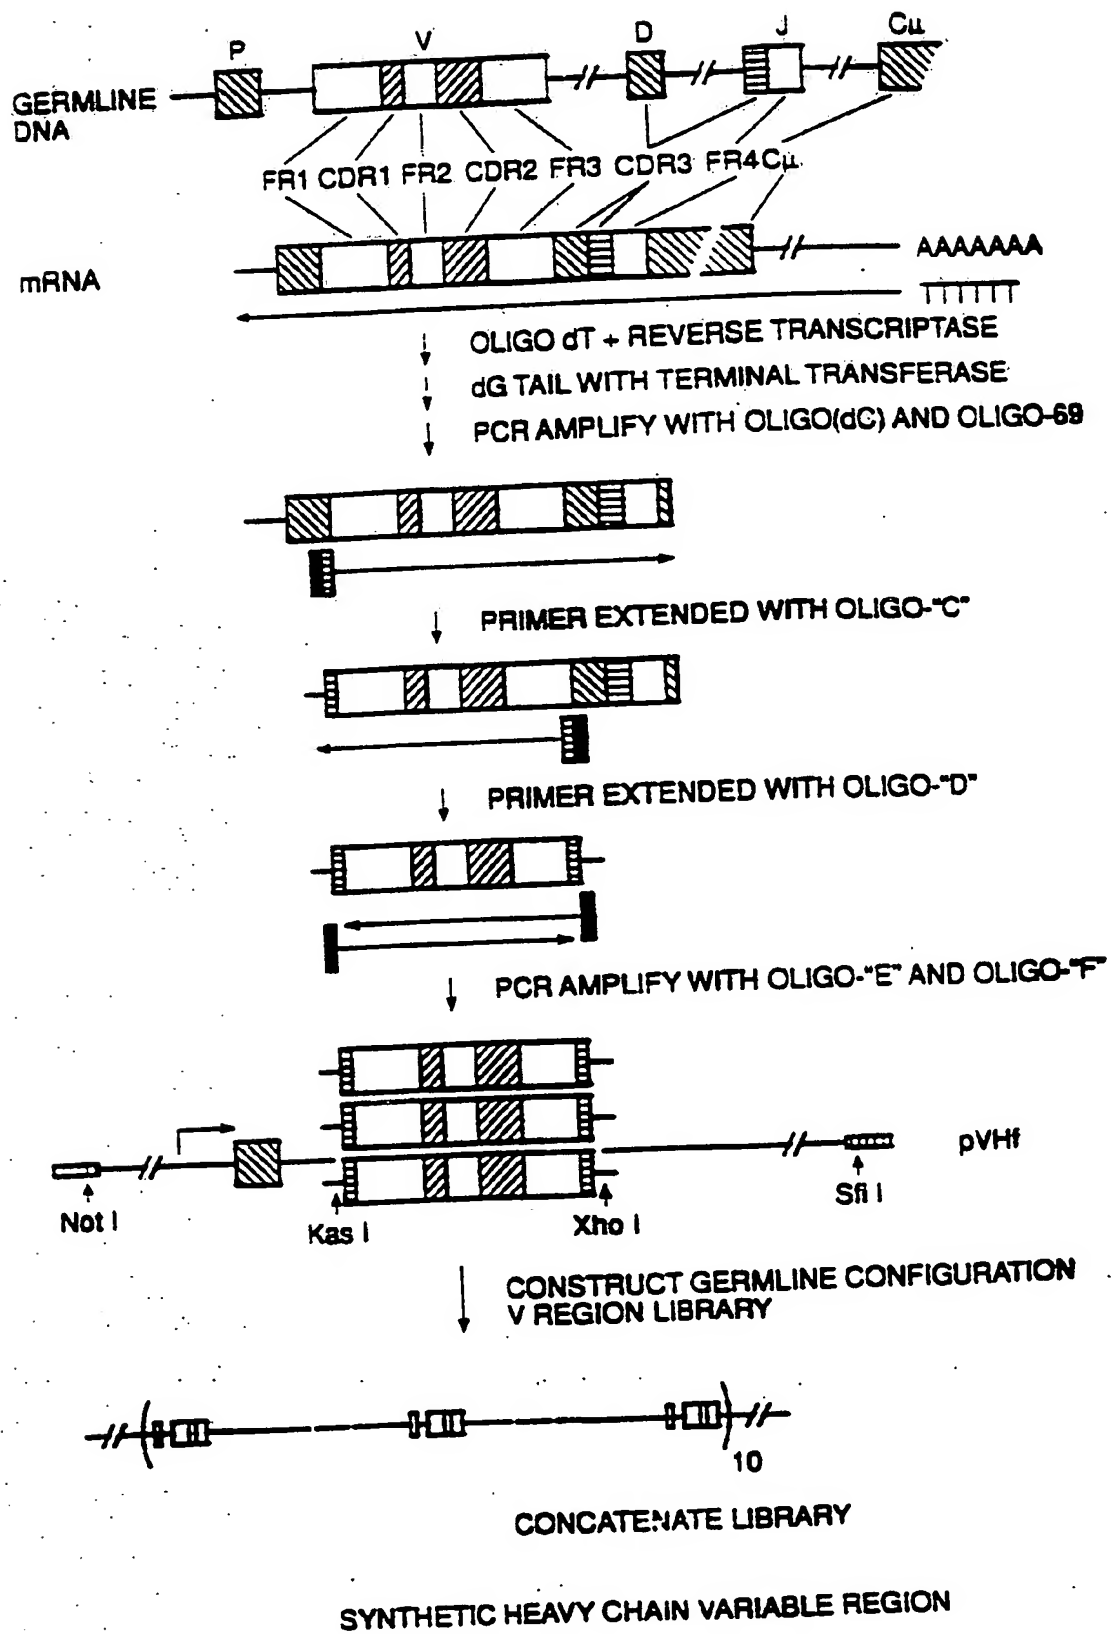 P V D J Cμ
GERMLINE
DNA
FR1 CDR1 FR2 CDR2 FR3 CDR3 FR4 Cμ
mRNA
AAAAAAA
TTTTTT
OLIGO dT + REVERSE TRANSCRIPTASE
dG TAIL WITH TERMINAL TRANSFERASE
PCR AMPLIFY WITH OLIGO(dC) AND OLIGO-69
PRIMER EXTENDED WITH OLIGO-"C"
PRIMER EXTENDED WITH OLIGO-"D"
PCR AMPLIFY WITH OLIGO-"E" AND OLIGO-"F"
pVHf
Not I
Kas I
Xho I
Sfi I
CONSTRUCT GERMLINE CONFIGURATION
V REGION LIBRARY
10
CONCATENATE LIBRARY
SYNTHETIC HEAVY CHAIN VARIABLE REGION